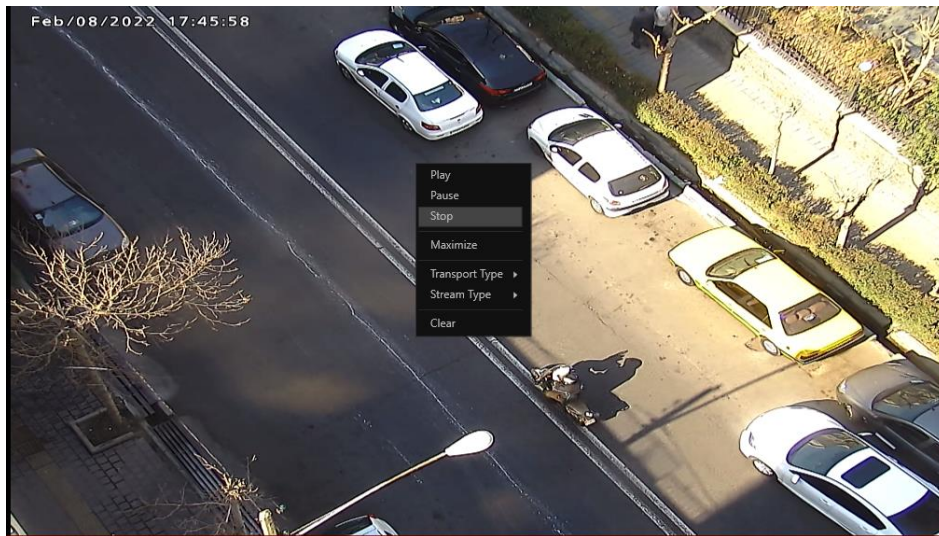 Feb/08/2022 17:45:58
Play
Pause
Stop
Maximize
Transport Type
Stream Type
Clear